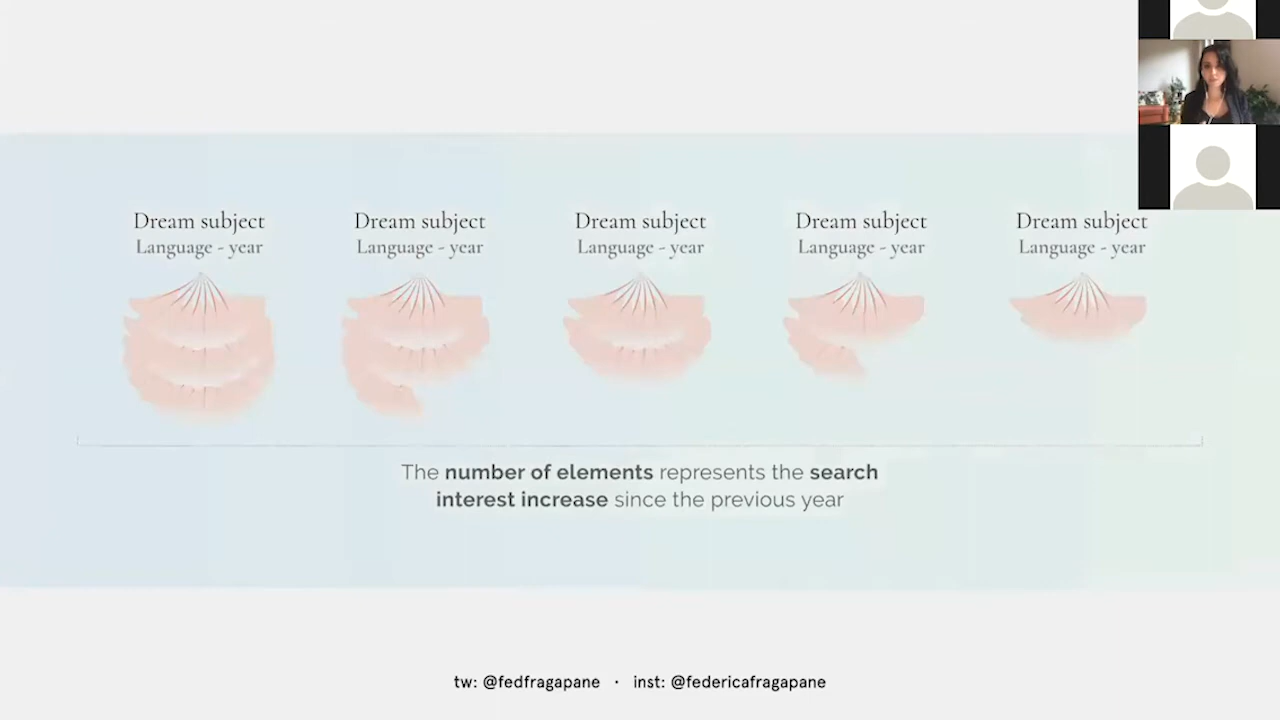 Dream subject
Language - year
Dream subject
Language - year
Dream subject
Language - year
Dream subject
Language - year
Dream subject
Language - year
The number of elements represents the search
interest increase since the previous year
tw: @fedfragapane · inst: @federicafragapane